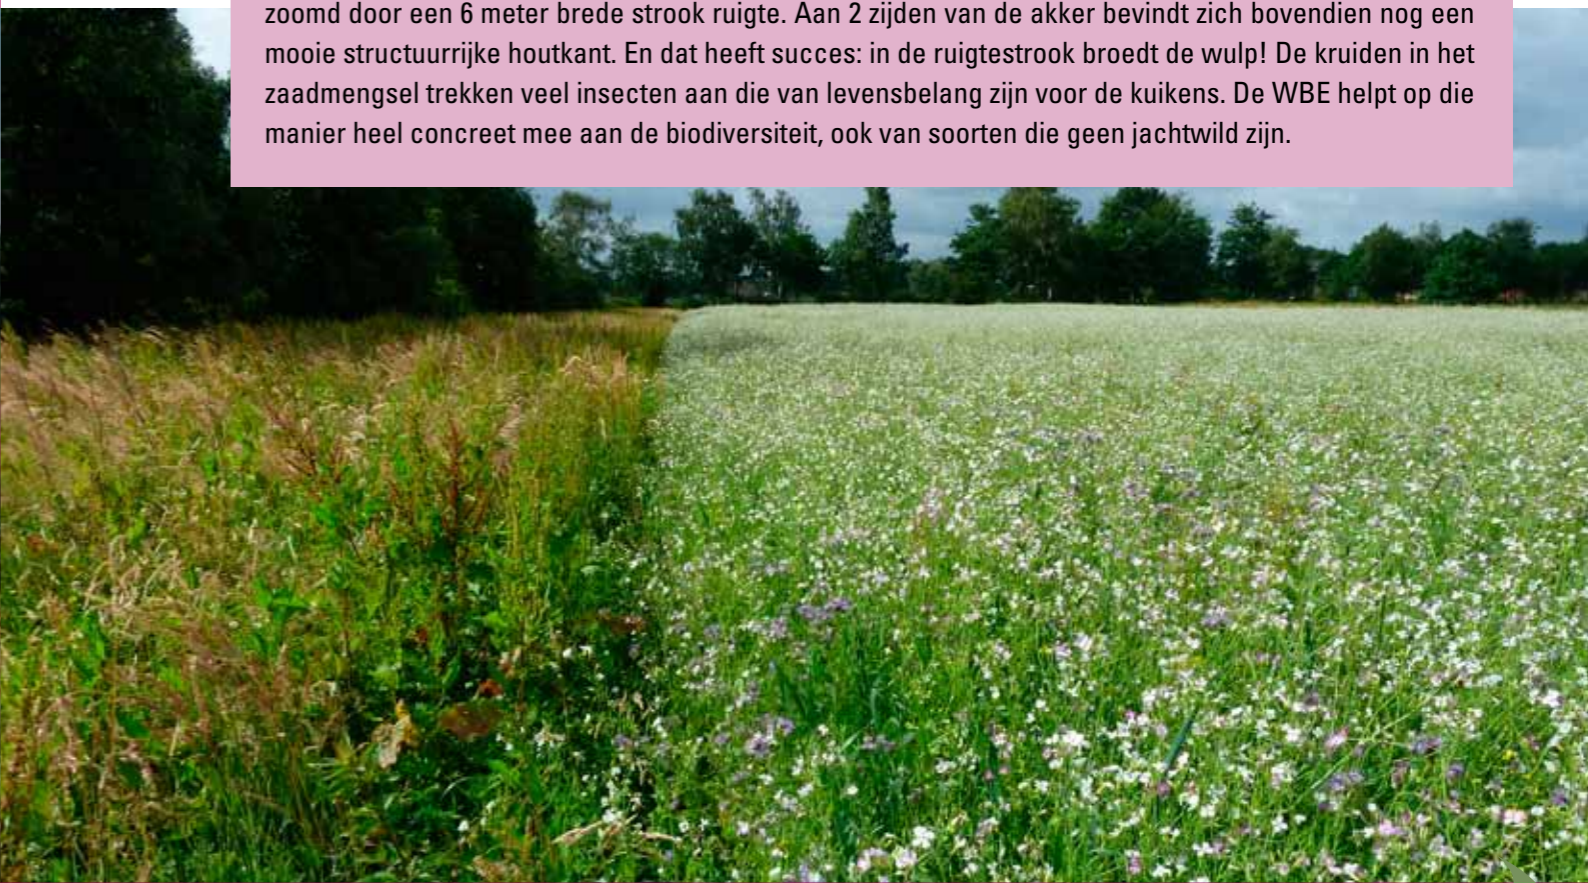 zoomd door een 6 meter brede strook ruigte. Aan 2 zijden van de akker bevindt zich bovendien nog een
mooie structuurrijke houtkant. En dat heeft succes: in de ruigtestrook broedt de wulp! De kruiden in het
zaadmengsel trekken veel insecten aan die van levensbelang zijn voor de kuikens. De WBE helpt op die
manier heel concreet mee aan de biodiversiteit, ook van soorten die geen jachtwild zijn.